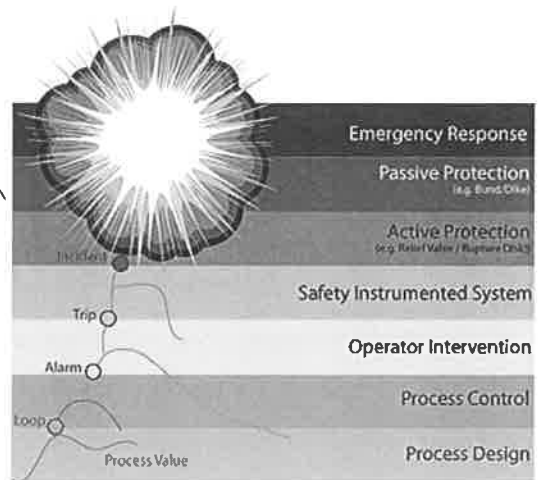 Emergency Response
Passive Protection
(e.g. Bund/Dike)
Active Protection
(e.g. Relief Valve / Rupture Disk)
Incident
Safety Instrumented System
Trip
Operator Intervention
Alarm
Process Control
Loop
Process Value
Process Design